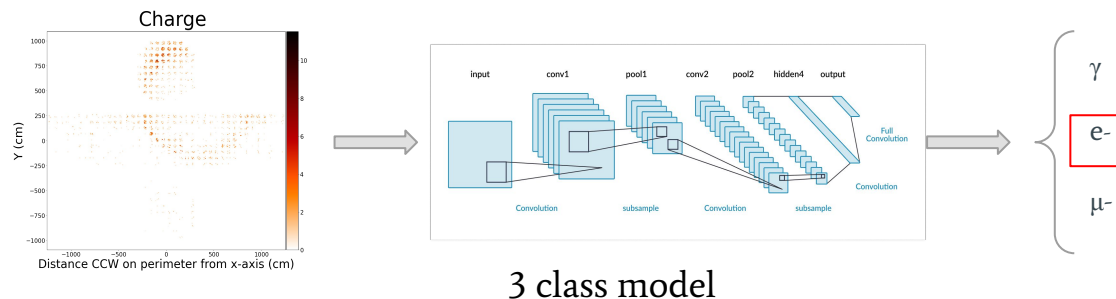 Charge
1000
750
500
250
0
−250
−500
−750
−1000
Y (cm)
−1000
−500
0
500
1000
Distance CCW on perimeter from x-axis (cm)
10
8
6
4
2
0
input
conv1
pool1
conv2
pool2
hidden4
output
Full
Convolution
Convolution
Convolution
subsample
Convolution
subsample
3 class model
γ
e-
μ-